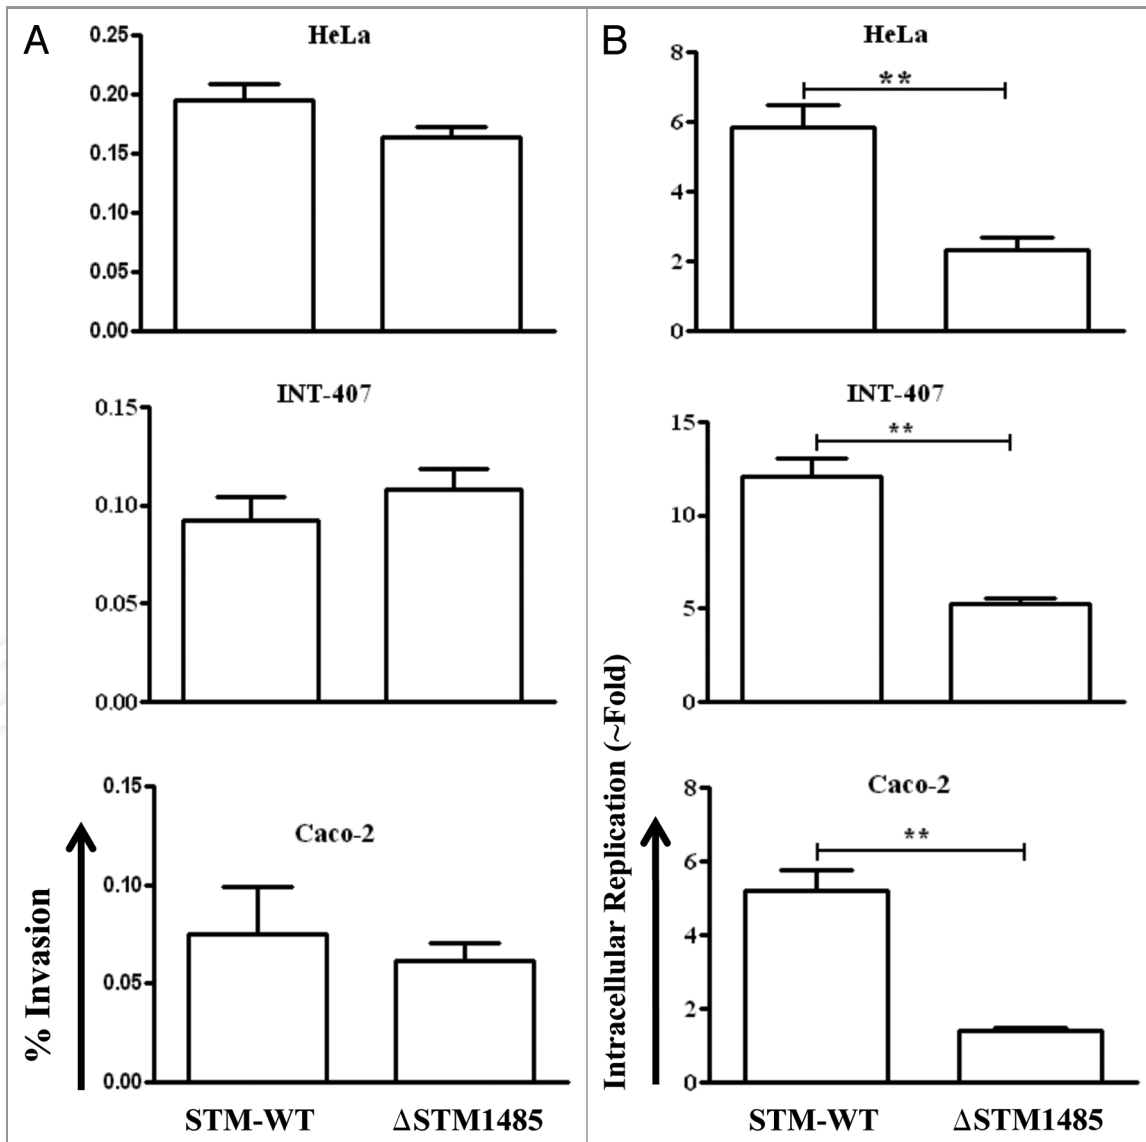 A
HeLa
0.25
0.20
0.15
0.10
0.05
0.00
INT-407
0.15
0.10
0.05
0.00
Caco-2
0.15
0.10
0.05
0.00
% Invasion
STM-WT ΔSTM1485
B
HeLa
**
8
6
4
2
0
INT-407
**
15
10
5
0
Caco-2
**
8
6
4
2
0
Intracellular Replication (~Fold)
STM-WT ΔSTM1485